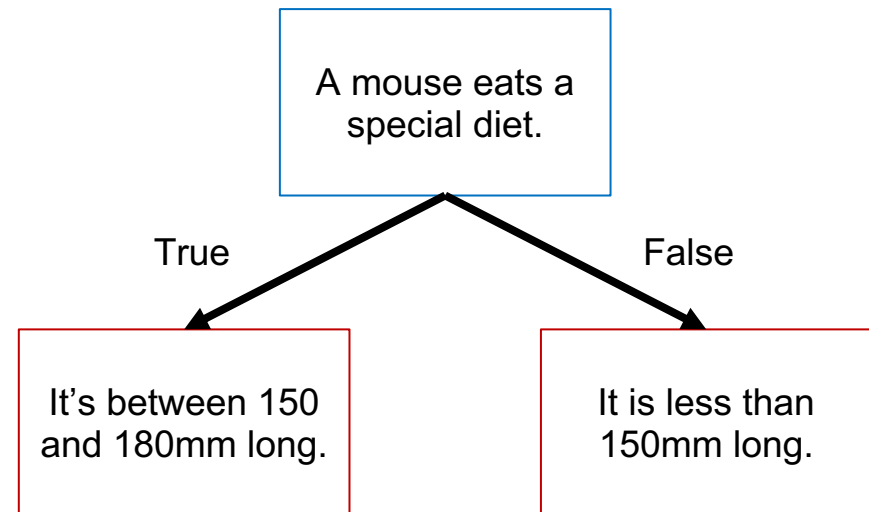 A mouse eats a
special diet.
True
False
It’s between 150
and 180mm long.
It is less than
150mm long.